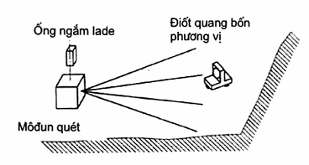 Ống ngắm lade
Điốt quang bốn
phương vị
Môđun quét